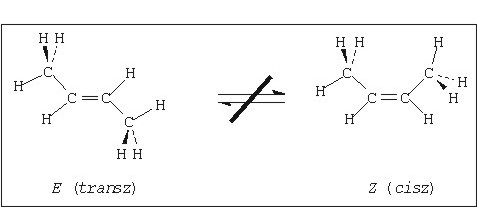 H H H
C H
H C C
H C H
H H
E (transz)
H H H
C C H
H C C H
H H
Z (cisz)